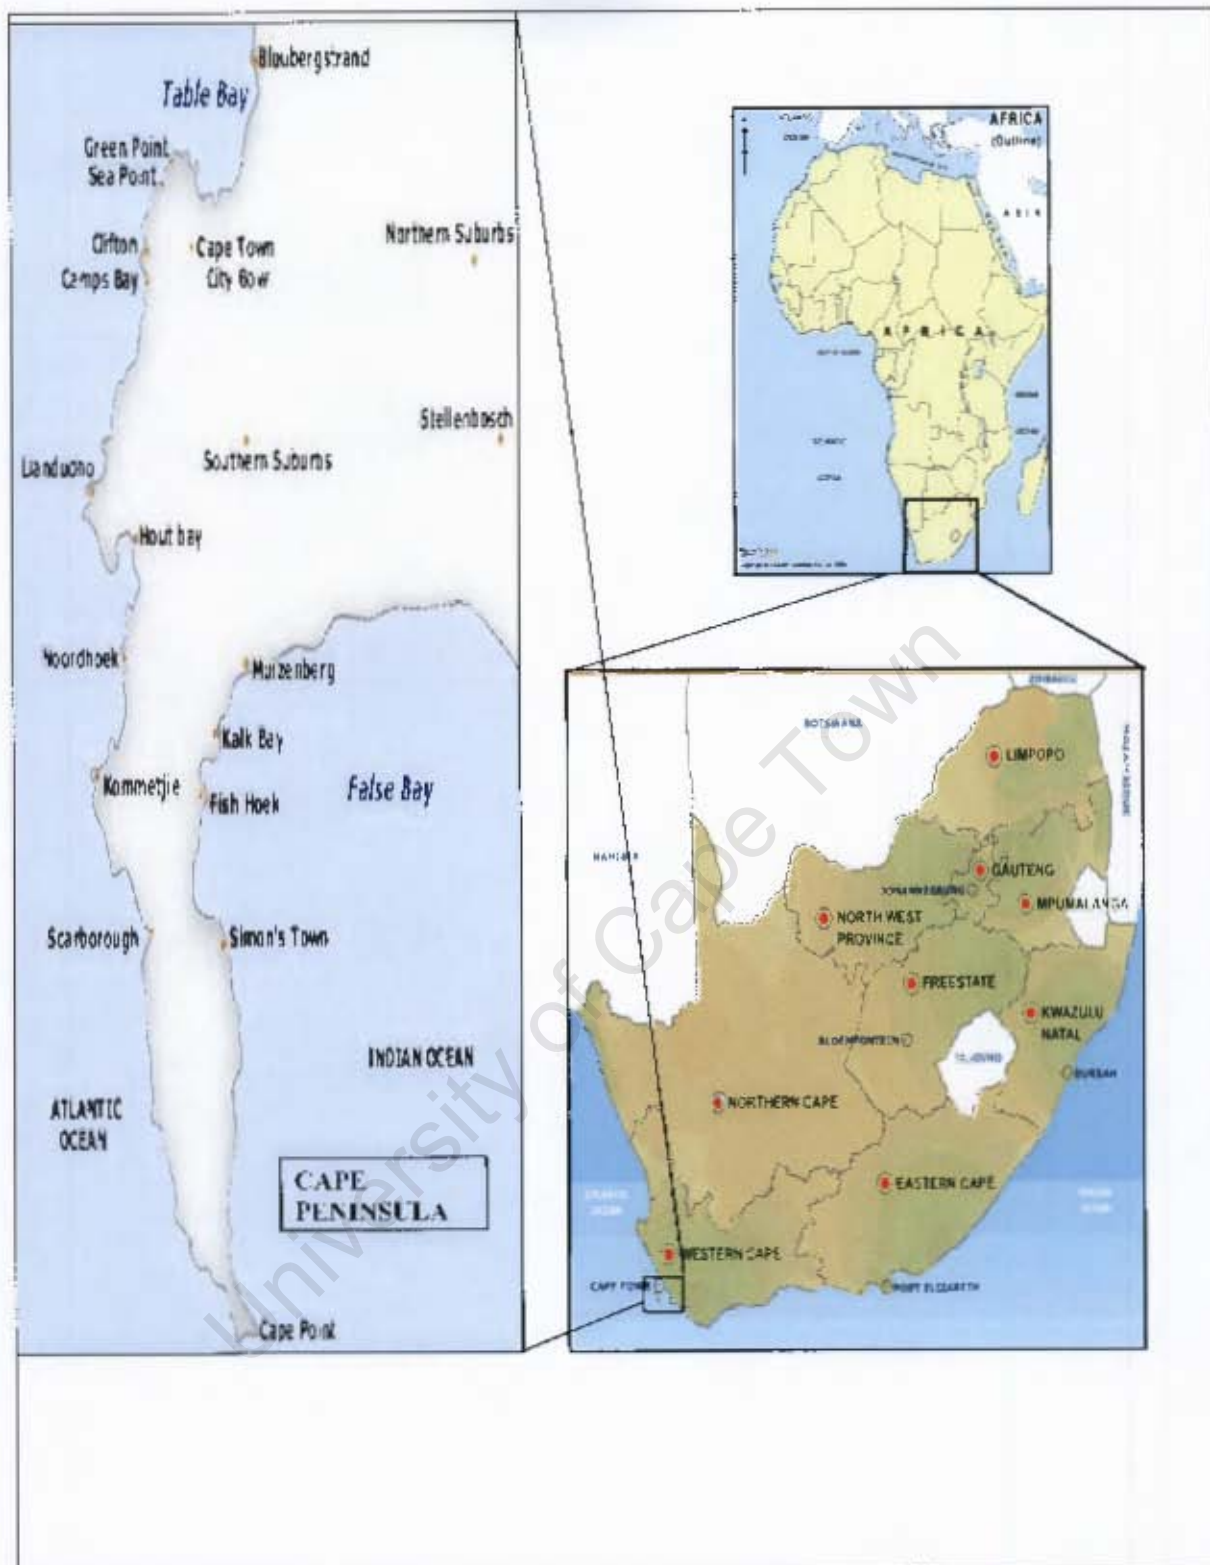 Bloubergstrand
Table Bay
Green Point
Sea Point
Clifton
Cape Town
City Bowl
Camps Bay
Northern Suburbs
Stellenbosch
Southern Suburbs
Hout bay
Noordhoek
Muizenberg
Kalk Bay
Kommetjie
Fish Hoek
False Bay
Scarborough
Simon's Town
INDIAN OCEAN
ATLANTIC
OCEAN
CAPE
PENINSULA
Cape Point
AFRICA
(Outline)
ASIA
AFRICA
BOTSWANA
LIMPOPO
NAMIBIA
GAUTENG
JOHANNESBURG
MPUMALANGA
NORTH WEST
PROVINCE
FREESTATE
KWAZULU
NATAL
BLOEMFONTEIN
DURBAN
NORTHERN CAPE
EASTERN CAPE
WESTERN CAPE
CAPE TOWN
PORT ELIZABETH
University of Cape Town